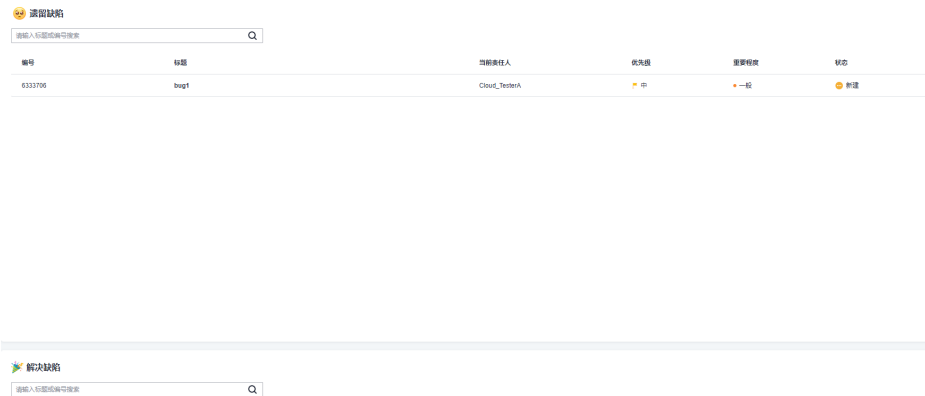 遗留缺陷
请输入标题或编号搜索
编号 标题 当前责任人 优先级 重要程度 状态
6333706 bug1 Cloud_TesterA 中 一般 新建
解决缺陷
请输入标题或编号搜索